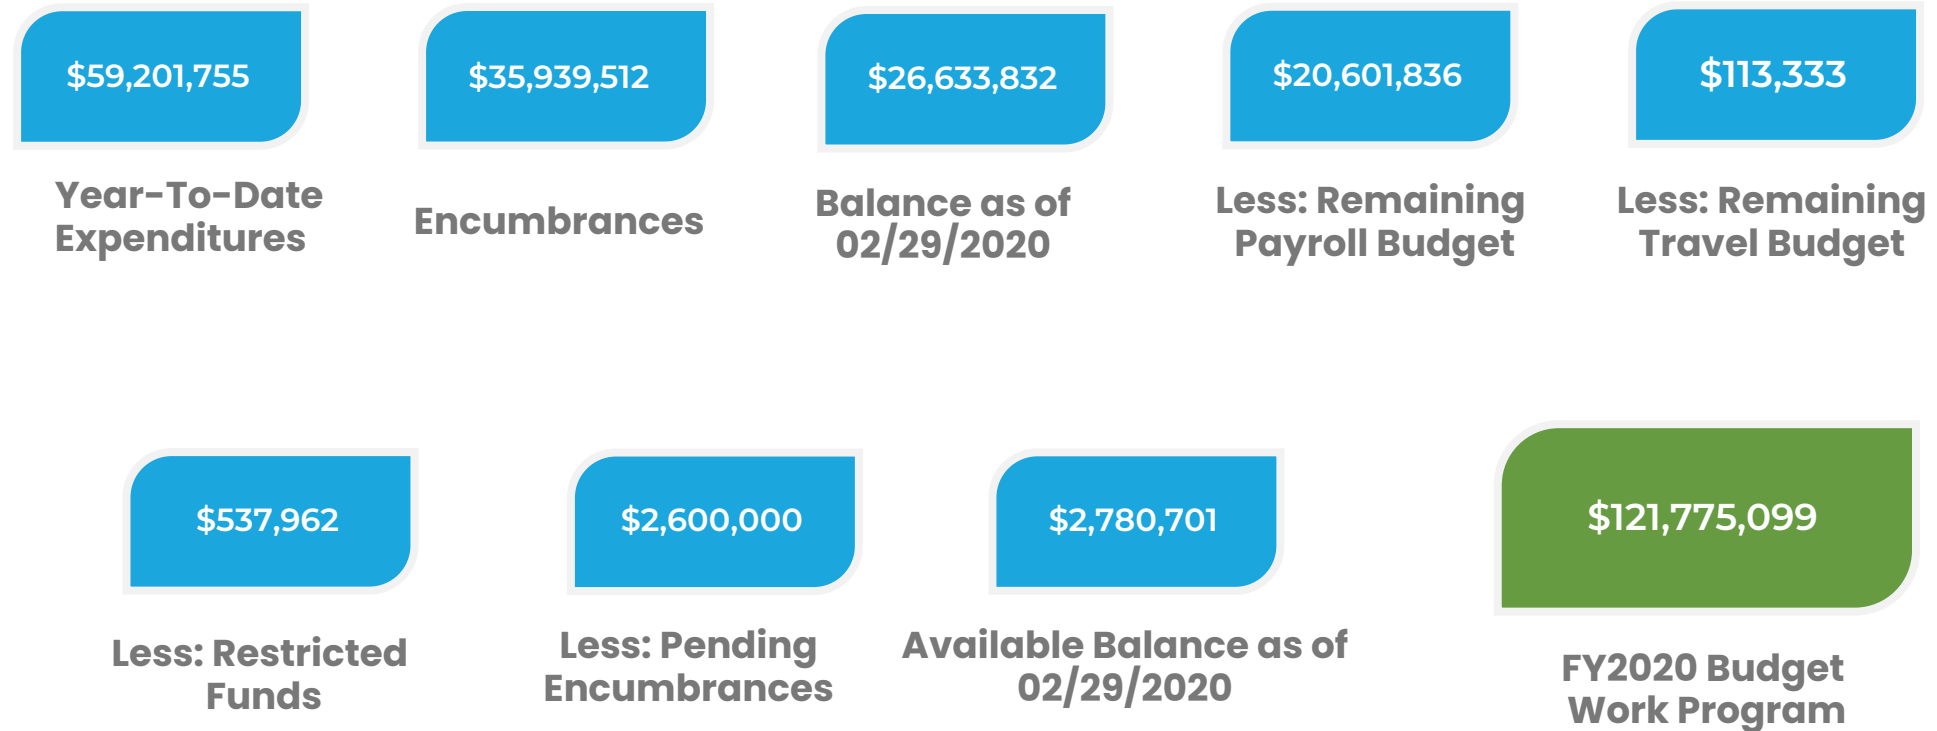 $59,201,755
Year-To-Date
Expenditures
$35,939,512
Encumbrances
$26,633,832
Balance as of
02/29/2020
$20,601,836
Less: Remaining
Payroll Budget
$113,333
Less: Remaining
Travel Budget
$537,962
Less: Restricted
Funds
$2,600,000
Less: Pending
Encumbrances
$2,780,701
Available Balance as of
02/29/2020
$121,775,099
FY2020 Budget
Work Program